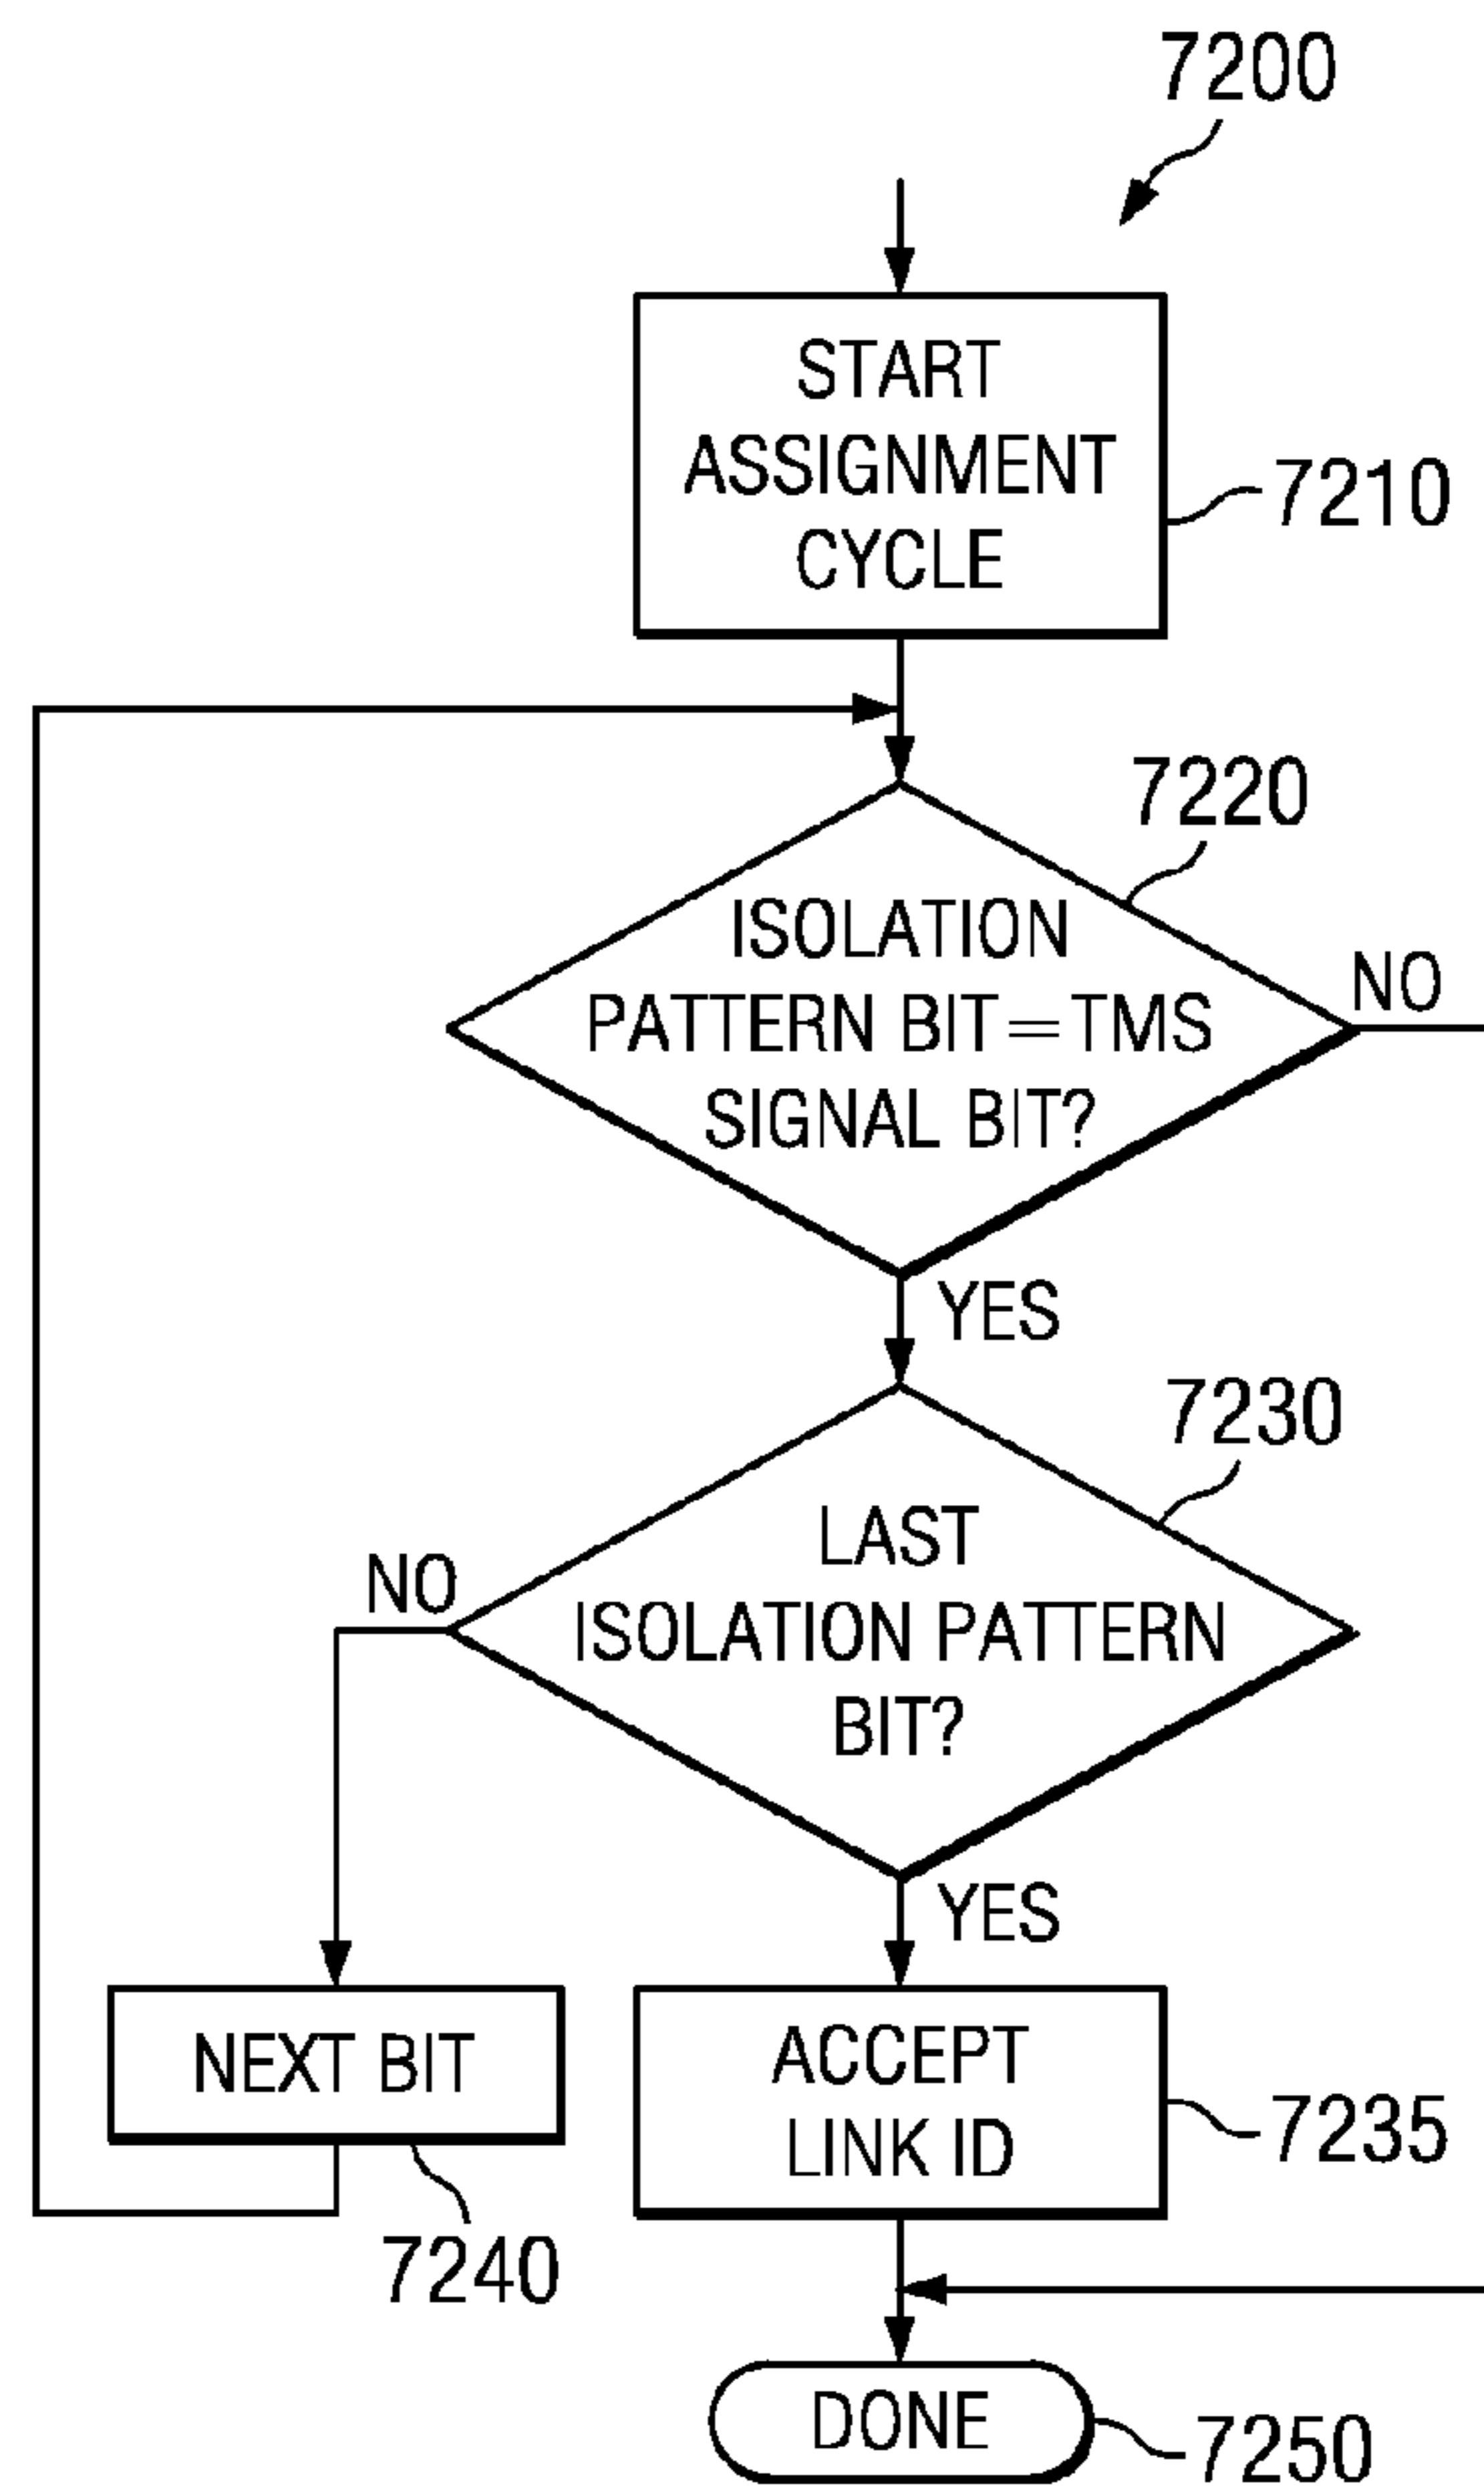 7200
START
ASSIGNMENT
CYCLE
7210
7220
ISOLATION
PATTERN BIT=TMS
SIGNAL BIT?
NO
YES
7230
LAST
ISOLATION PATTERN
BIT?
NO
YES
NEXT BIT
7240
ACCEPT
LINK ID
7235
DONE
7250